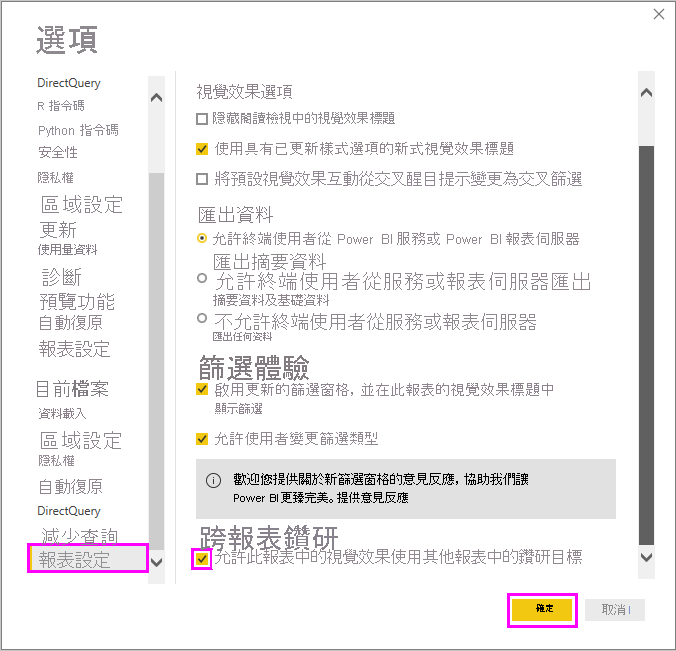 選項
DirectQuery
R 指令碼
Python 指令碼
安全性
隱私權
區域設定
更新
使用量資料
診斷
預覽功能
自動復原
報表設定
目前檔案
資料載入
區域設定
隱私權
自動復原
DirectQuery
減少查詢
報表設定
視覺效果選項
隱藏閱讀檢視中的視覺效果標題
使用具有已更新樣式選項的新式視覺效果標題
將預設視覺效果互動從交叉醒目提示變更為交叉篩選
匯出資料
允許終端使用者從 Power BI 服務或 Power BI 報表伺服器
匯出摘要資料
允許終端使用者從服務或報表伺服器匯出
摘要資料及基礎資料
不允許終端使用者從服務或報表伺服器
匯出任何資料
篩選體驗
啟用更新的篩選窗格, 並在此報表的視覺效果標題中
顯示篩選
允許使用者變更篩選類型
歡迎您提供關於新篩選窗格的意見反應, 協助我們讓
Power BI 更臻完美。提供意見反應
跨報表鑽研
允許此報表中的視覺效果使用其他報表中的鑽研目標
確定
取消!